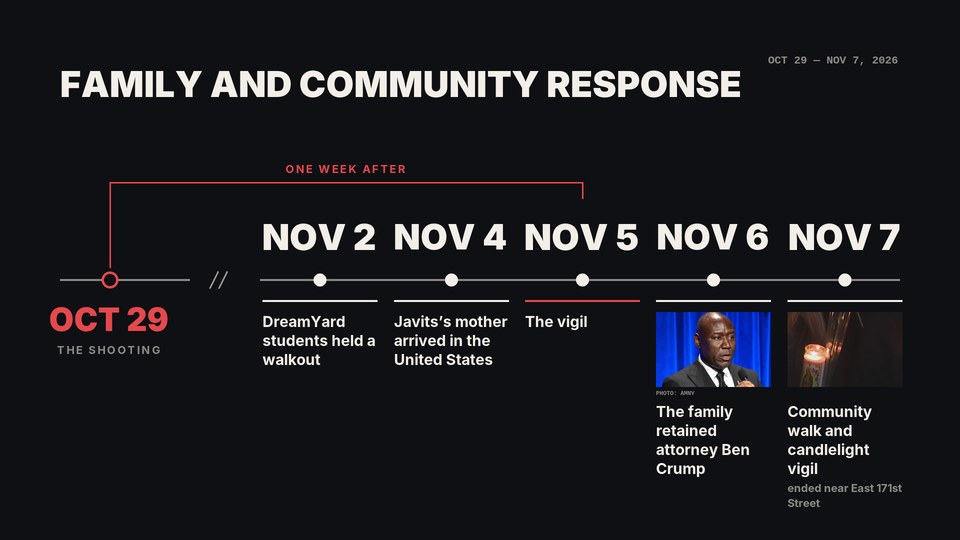 FAMILY AND COMMUNITY RESPONSE
OCT 29 — NOV 7, 2026
ONE WEEK AFTER
OCT 29
THE SHOOTING
//
NOV 2
DreamYard
students held a
walkout
NOV 4
Javits’s mother
arrived in the
United States
NOV 5
The vigil
NOV 6
PHOTO: AMNY
The family
retained
attorney Ben
Crump
NOV 7
Community
walk and
candlelight
vigil
ended near East 171st
Street